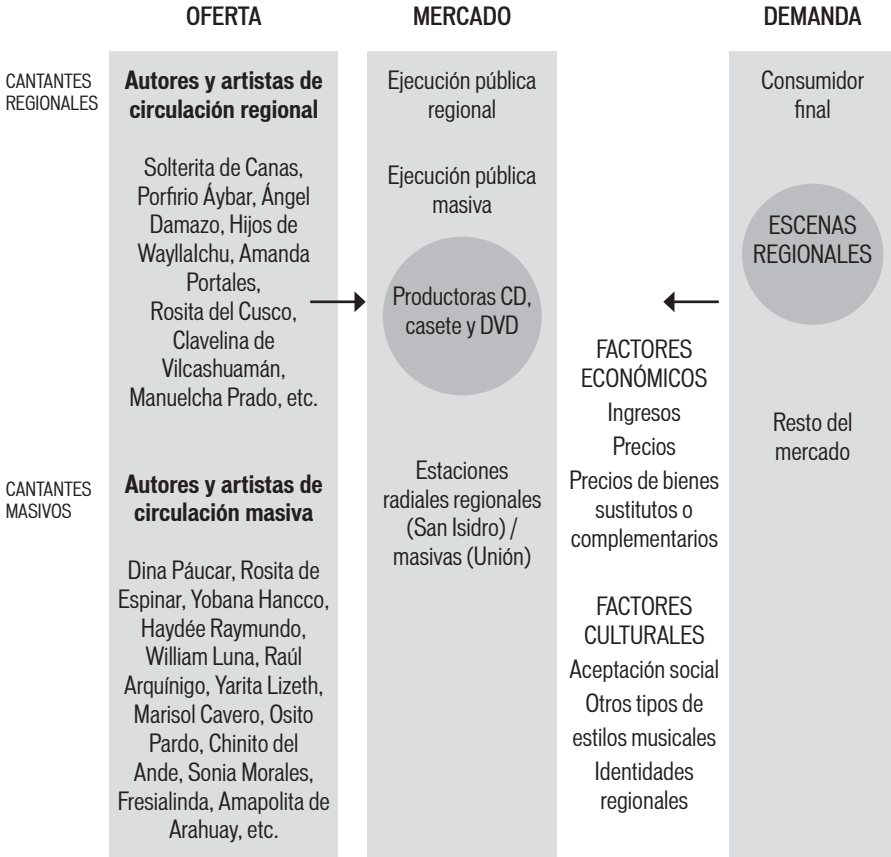 OFERTA
MERCADO
DEMANDA
CANTANTES
REGIONALES
Autores y artistas de
circulación regional
Solterita de Canas,
Porfirio Áybar, Ángel
Damazo, Hijos de
Wayllalchu, Amanda
Portales,
Rosita del Cusco,
Clavelina de
Vilcashuamán,
Manuelcha Prado, etc.
CANTANTES
MASIVOS
Autores y artistas de
circulación masiva
Dina Páucar, Rosita de
Espinar, Yobana Hancco,
Haydée Raymundo,
William Luna, Raúl
Arquínigo, Yarita Lizeth,
Marisol Cavero, Osito
Pardo, Chinito del
Ande, Sonia Morales,
Fresialinda, Amapolita de
Arahuay, etc.
Ejecución pública
regional
Ejecución pública
masiva
Productoras CD,
casete y DVD
Estaciones
radiales regionales
(San Isidro) /
masivas (Unión)
FACTORES
ECONÓMICOS
Ingresos
Precios
Precios de bienes
sustitutos o
complementarios
FACTORES
CULTURALES
Aceptación social
Otros tipos de
estilos musicales
Identidades
regionales
Consumidor
final
ESCENAS
REGIONALES
Resto del
mercado